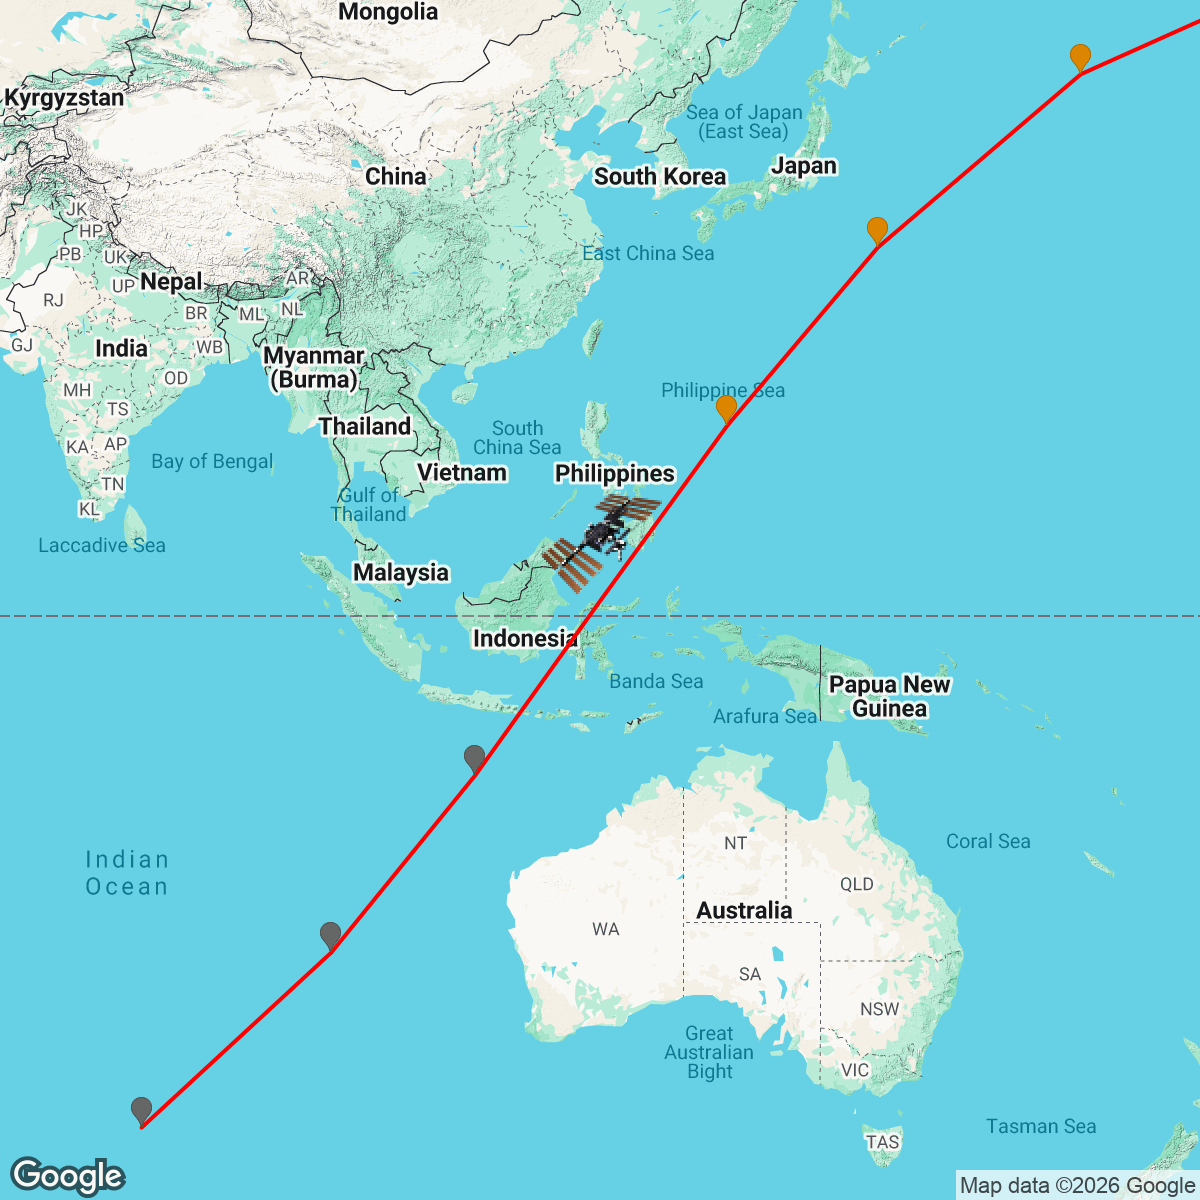 Mongolia
Kyrgyzstan
Sea of Japan
(East Sea)
Japan
South Korea
China
JK
HP
PB
UK
East China Sea
Nepal
AR
UP
RJ
BR
ML
NL
GJ
India
WB
Myanmar
(Burma)
OD
MH
Philippine Sea
TS
Thailand
South
China Sea
KA
AP
Bay of Bengal
Vietnam
Philippines
TN
Gulf of
Thailand
KL
Laccadive Sea
Malaysia
Indonesia
Banda Sea
Papua New
Guinea
Arafura Sea
Indian
Ocean
NT
Coral Sea
QLD
Australia
WA
SA
NSW
Great
Australian
Bight
VIC
Tasman Sea
TAS
Google
Map data ©2026 Google